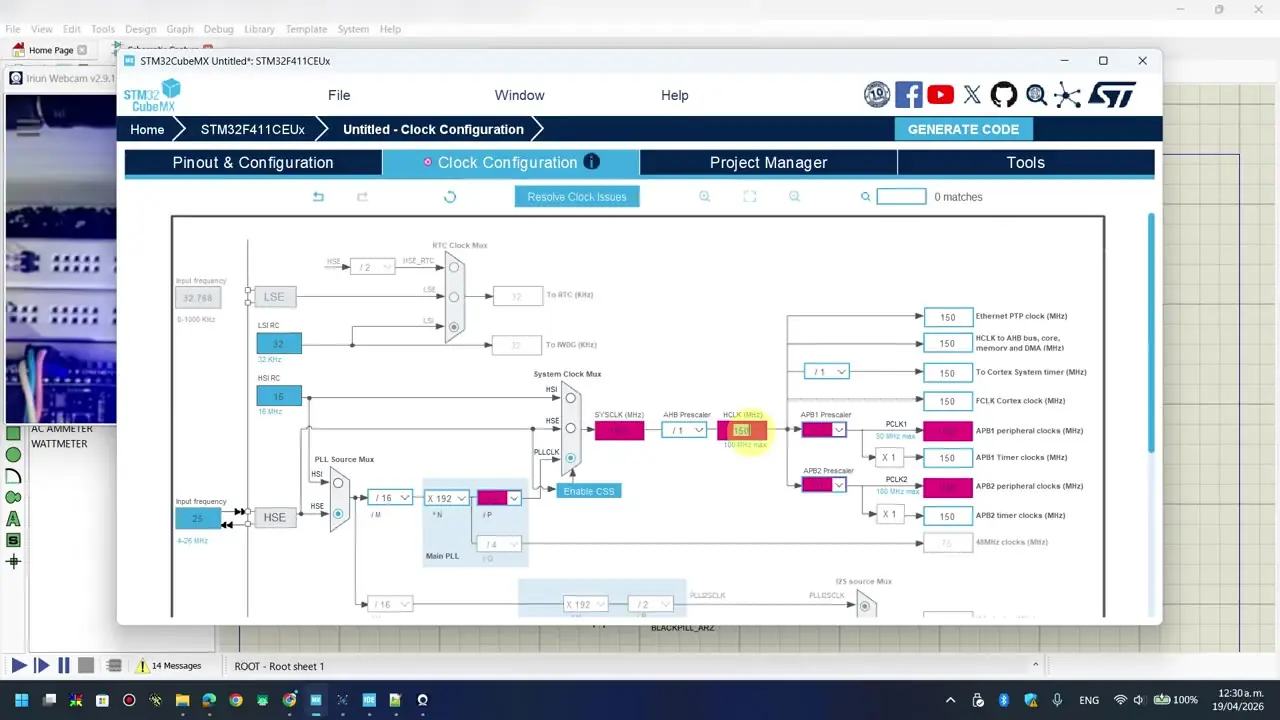 File View Edit Tools Design Graph Debug Library Template System Help
Home Page
Schematic Capture
STM32CubeMX Untitled*: STM32F411CEUx
Iriun Webcam v2.9.1
STM32 CubeMX
File Window Help
Home STM32F411CEUx Untitled - Clock Configuration GENERATE CODE
Pinout & Configuration Clock Configuration Project Manager Tools
Resolve Clock Issues 0 matches
RTC Clock Mux
HSE / 2 HSE_RTC
Input frequency
32.768 LSE LSE 32 To RTC (KHz)
0-1000 KHz
LSI RC LSI
32 32 To IWDG (KHz)
32 KHz
Ethernet PTP clock (MHz) 150
HCLK to AHB bus, core, memory and DMA (MHz) 150
/ 1 150 To Cortex System timer (MHz)
150 FCLK Cortex clock (MHz)
System Clock Mux
HSI RC HSI
16
16 MHz
HSE SYSCLK (MHz) AHB Prescaler HCLK (MHz) APB1 Prescaler PCLK1
/ 1 150 APB1 peripheral clocks (MHz)
100 MHz max 50 MHz max
PLLCLK
X 1 150 APB1 Timer clocks (MHz)
PLL Source Mux APB2 Prescaler PCLK2
HSI Enable CSS APB2 peripheral clocks (MHz)
100 MHz max
/ 16 X 192
/ M * N / P
Input frequency HSE
25 HSE X 1 150 APB2 timer clocks (MHz)
4-26 MHz
/ 4 48MHz clocks (MHz)
/ Q
Main PLL
I2S source Mux
/ 16 X 192 / 2 PLLI2SCLK PLLI2SCLK
AC AMMETER
WATTMETER
BLACKPILL_ARZ
14 Messages ROOT - Root sheet 1
ENG 100% 12:30 a. m.
19/04/2026